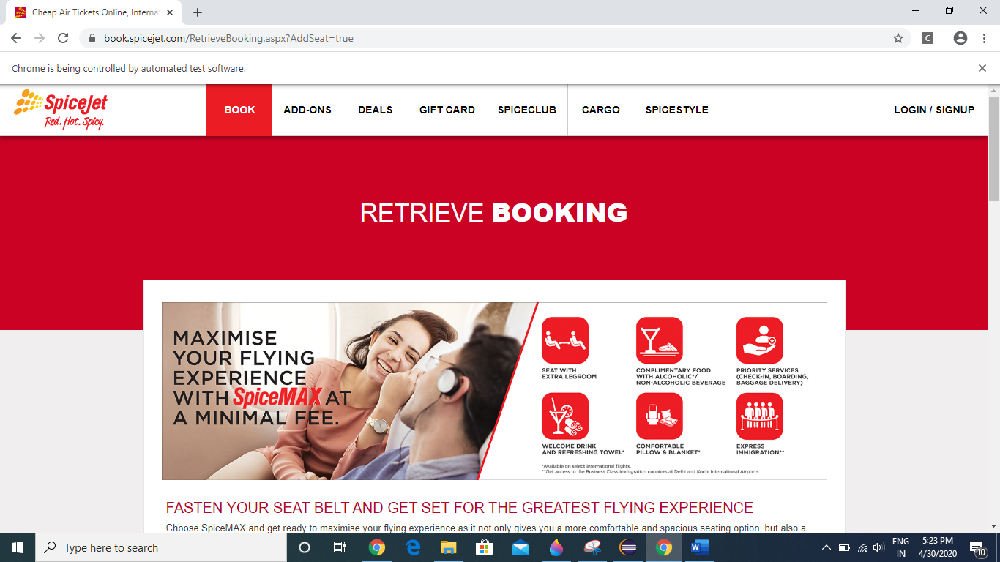 Cheap Air Tickets Online, Interna
book.spicejet.com/RetrieveBooking.aspx?AddSeat=true
C
Chrome is being controlled by automated test software.
SpiceJet
Red. Hot. Spicy.
BOOK ADD-ONS DEALS GIFT CARD SPICECLUB CARGO SPICESTYLE LOGIN / SIGNUP
RETRIEVE BOOKING
MAXIMISE
YOUR FLYING
EXPERIENCE
WITH SpiceMAX AT
A MINIMAL FEE.
SEAT WITH
EXTRA LEGROOM
COMPLIMENTARY FOOD
WITH ALCOHOLIC*/
NON-ALCOHOLIC BEVERAGE
PRIORITY SERVICES
(CHECK-IN, BOARDING,
BAGGAGE DELIVERY)
WELCOME DRINK
AND REFRESHING TOWEL*
COMFORTABLE
PILLOW & BLANKET*
EXPRESS
IMMIGRATION**
*Available on select international flights.
**Get access to the Business Class Immigration counters at Delhi and Kochi International Airports.
FASTEN YOUR SEAT BELT AND GET SET FOR THE GREATEST FLYING EXPERIENCE
Choose SpiceMAX and get ready to maximise your flying experience as it not only gives you a more comfortable and spacious seating option, but also a
Type here to search
ENG
IN
5:23 PM
4/30/2020
10